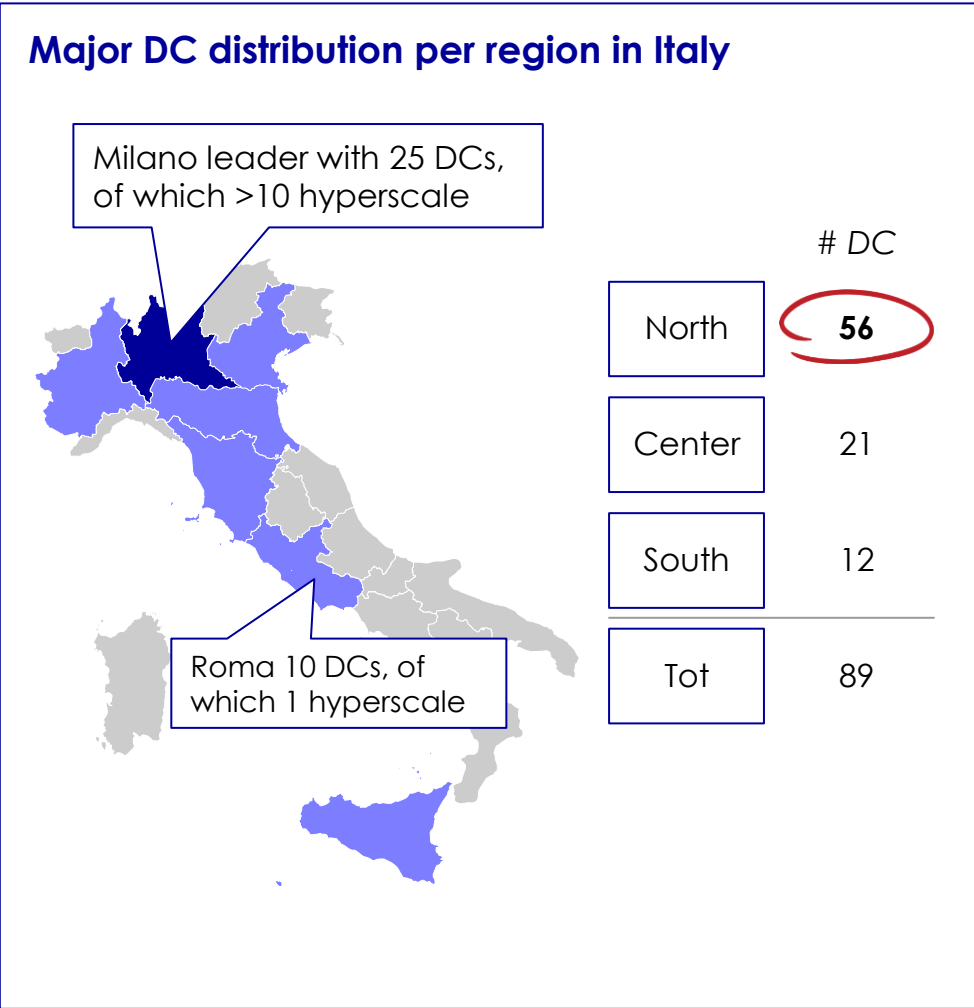 Major DC distribution per region in Italy
Milano leader with 25 DCs,
of which >10 hyperscale
# DC
North 56
Center 21
South 12
Roma 10 DCs, of
which 1 hyperscale
Tot 89